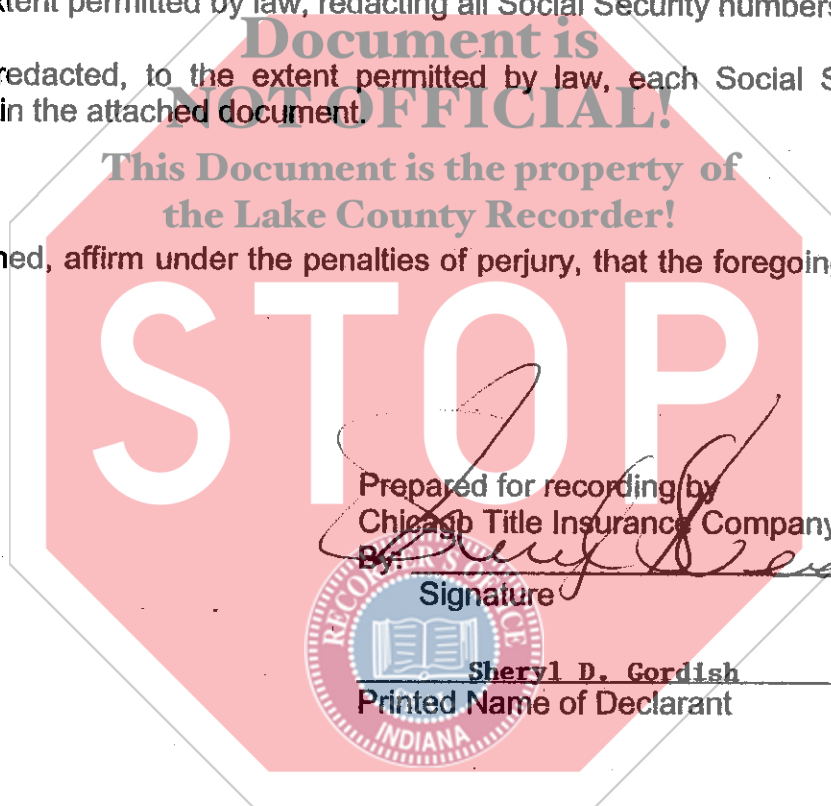 xtent permitted by law, redacting all Social Security numbers
Document is
redacted, to the extent permitted by law, each Social S
in the attached document.
NOT OFFICIAL!
This Document is the property of
the Lake County Recorder!
ned, affirm under the penalties of perjury, that the foregoin
STOP
Prepared for recording by
Chicago Title Insurance Company
By:
Signature
RECORDER'S OFFICE
Sheryl D. Gordish
Printed Name of Declarant
INDIANA